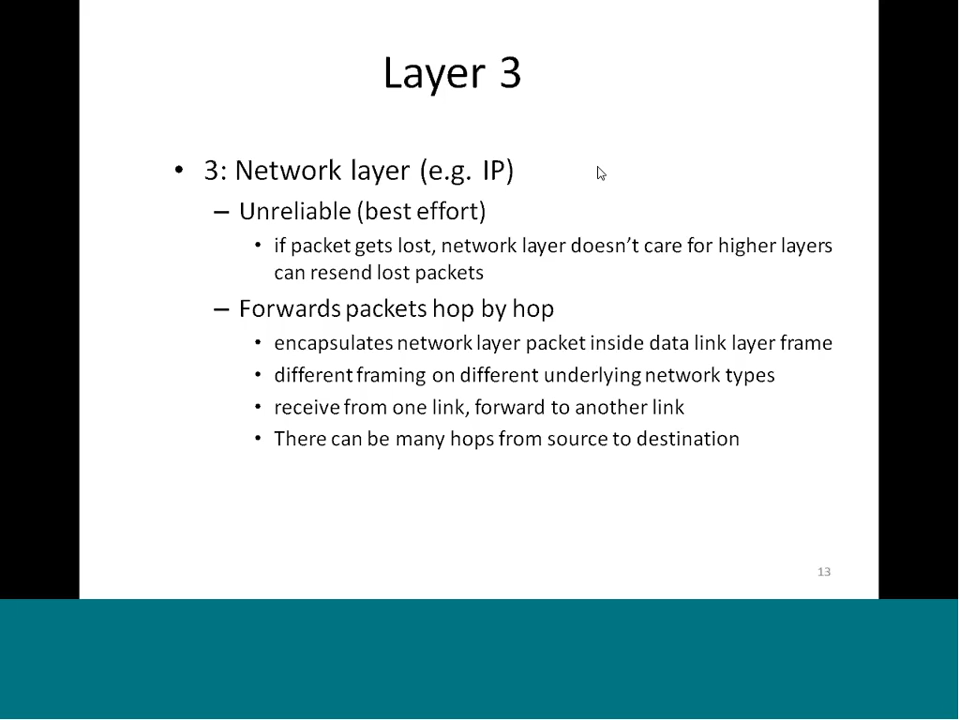 Layer 3
• 3: Network layer (e.g. IP)
– Unreliable (best effort)
• if packet gets lost, network layer doesn’t care for higher layers
can resend lost packets
– Forwards packets hop by hop
• encapsulates network layer packet inside data link layer frame
• different framing on different underlying network types
• receive from one link, forward to another link
• There can be many hops from source to destination
13